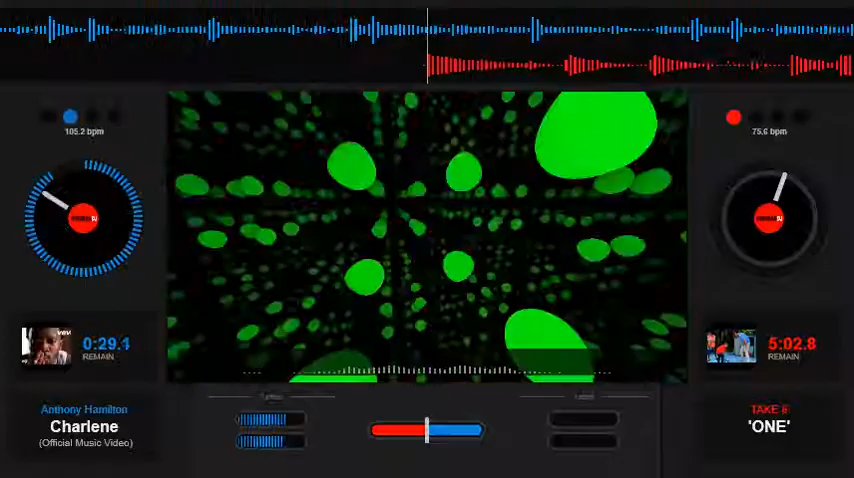 105.2 bpm
75.6 bpm
vev
0:29.1
REMAIN
5:02.8
REMAIN
Anthony Hamilton
Charlene
(Official Music Video)
TAKE 6
'ONE'